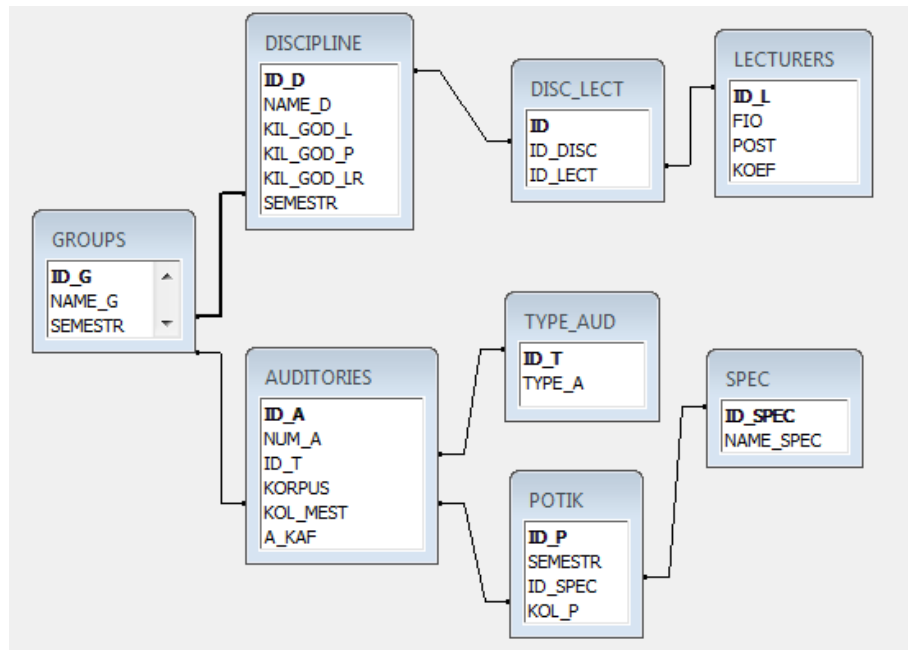 DISCIPLINE
ID_D
NAME_D
KIL_GOD_L
KIL_GOD_P
KIL_GOD_LR
SEMESTR
DISC_LECT
ID
ID_DISC
ID_LECT
LECTURERS
ID_L
FIO
POST
KOEF
GROUPS
ID_G
NAME_G
SEMESTR
AUDITORIES
ID_A
NUM_A
ID_T
KORPUS
KOL_MEST
A_KAF
TYPE_AUD
ID_T
TYPE_A
POTIK
ID_P
SEMESTR
ID_SPEC
KOL_P
SPEC
ID_SPEC
NAME_SPEC